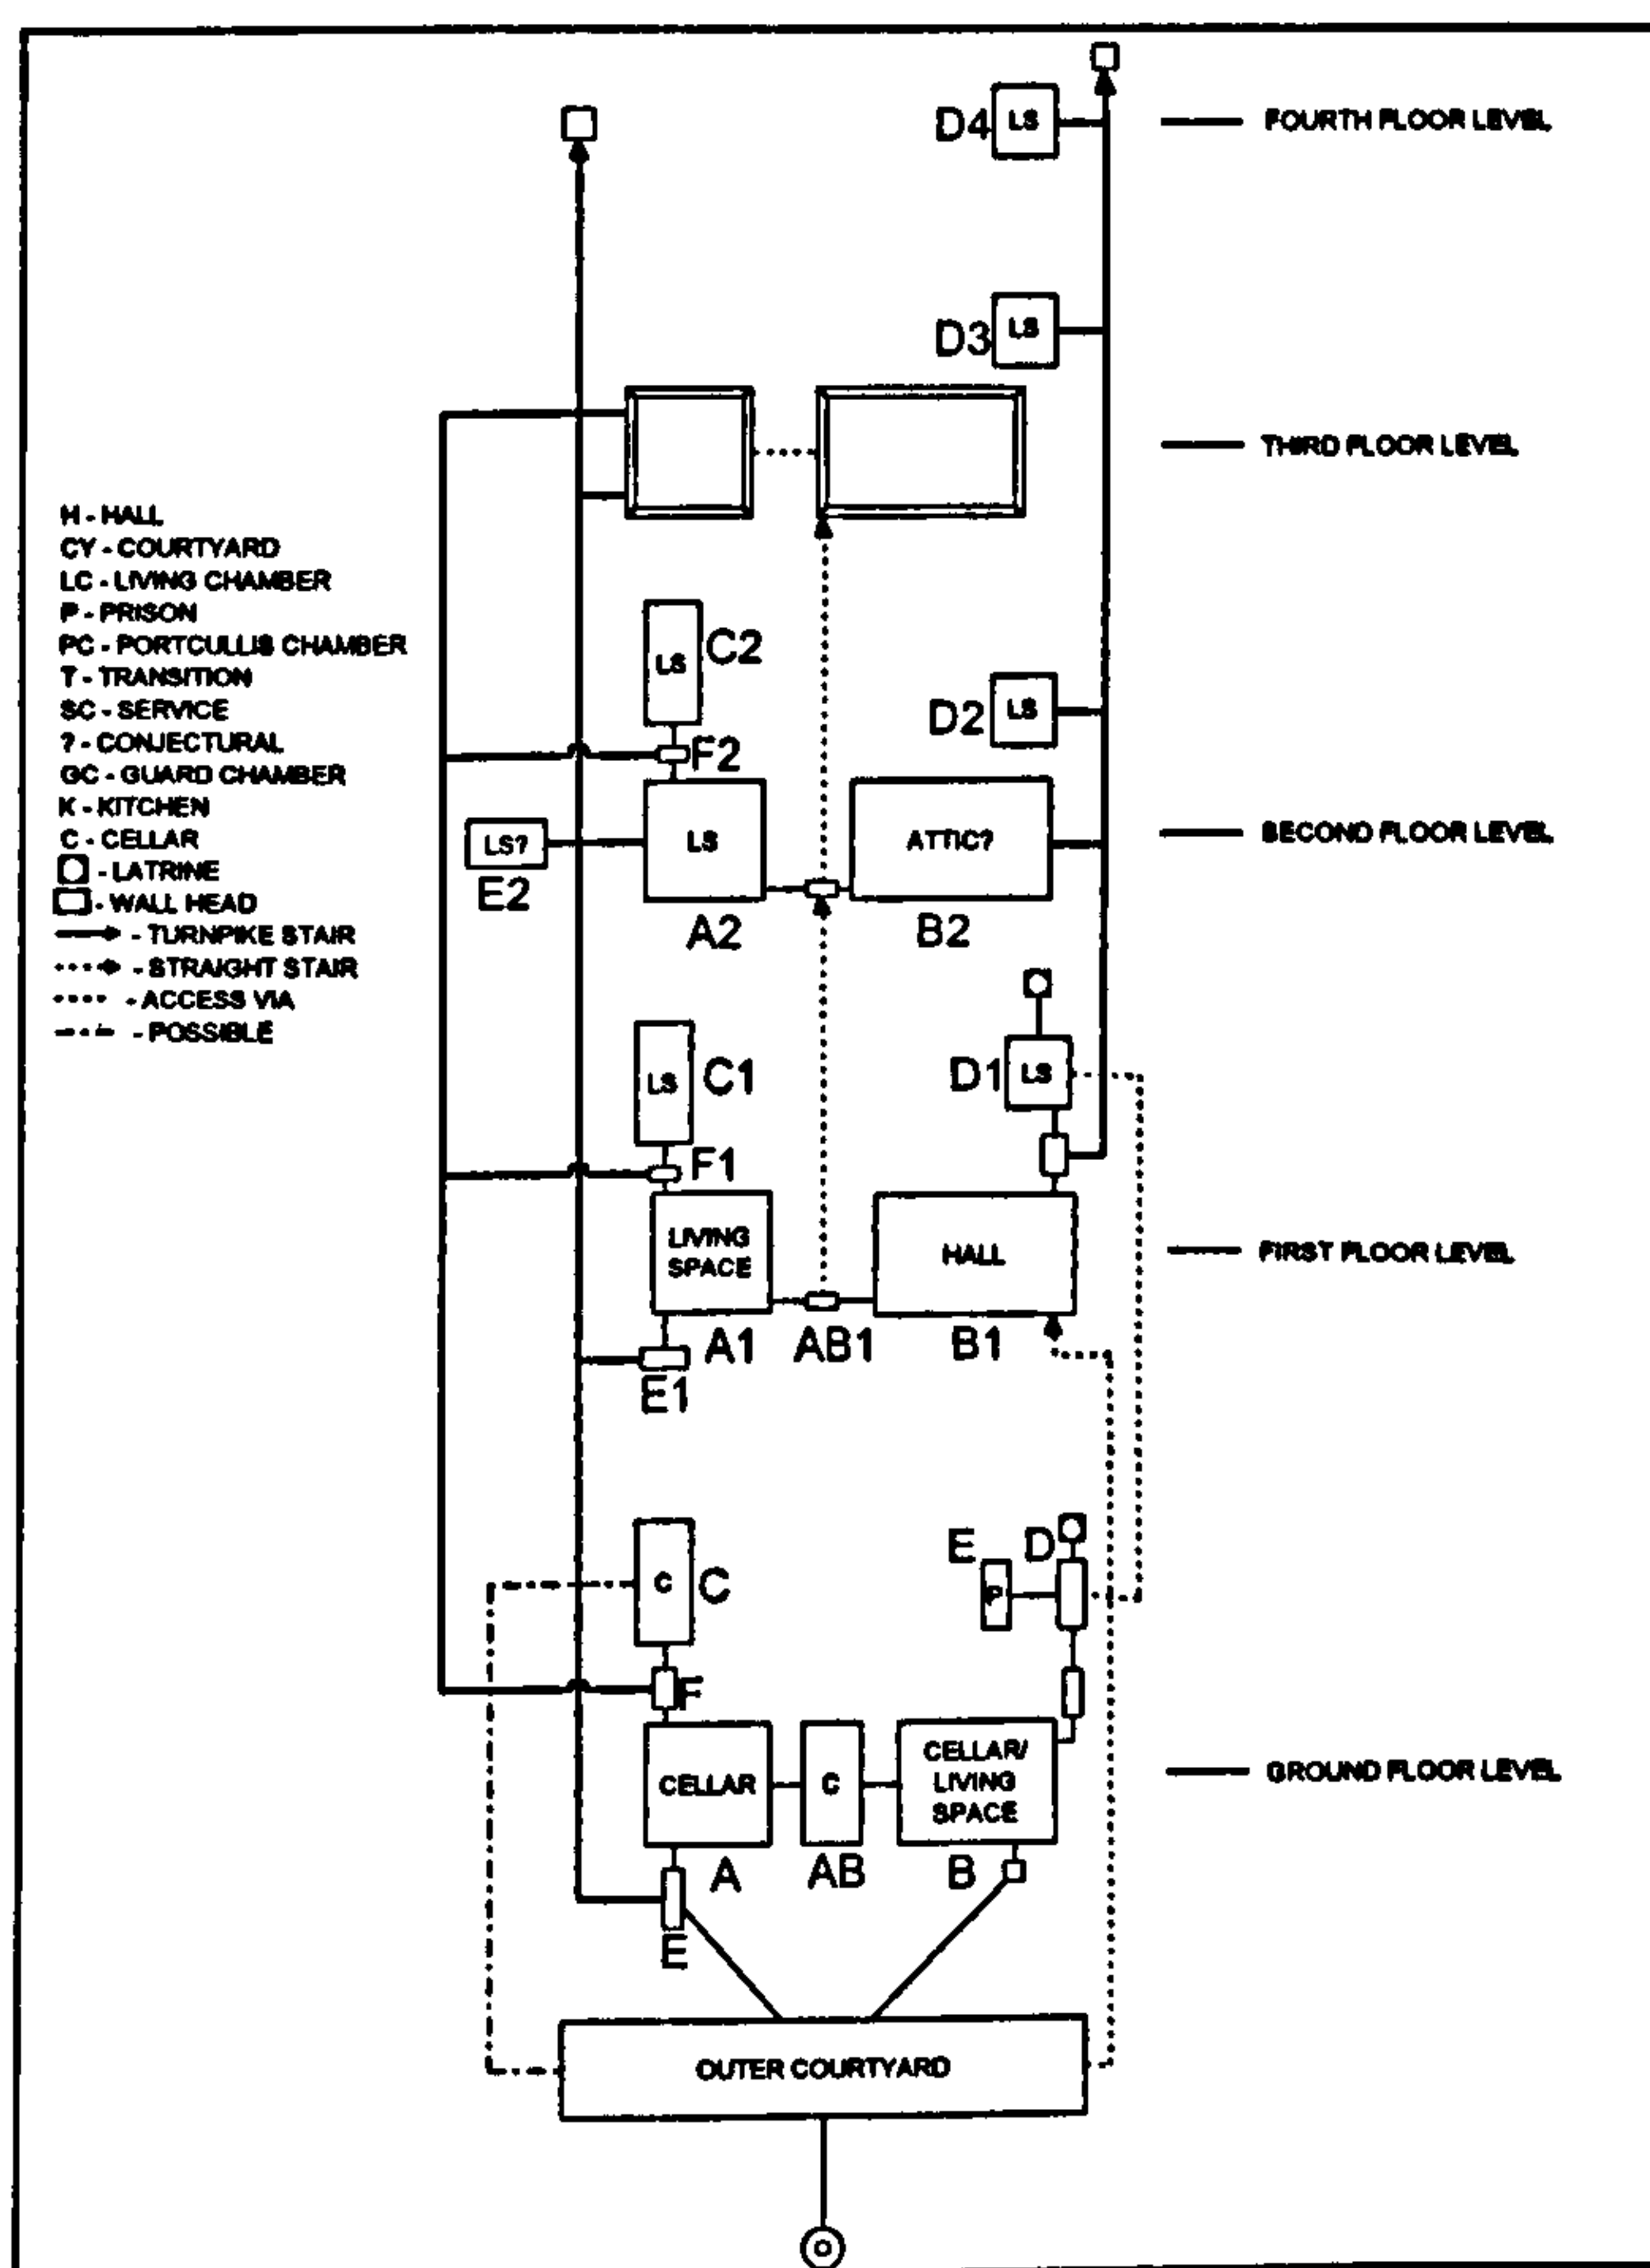 D4
LS
FOURTH FLOOR LEVEL
D3
LS
THIRD FLOOR LEVEL
H - HALL
CY - COURTYARD
LC - LIVING CHAMBER
P - PRISON
PC - PORTCULLIS CHAMBER
T - TRANSITION
SC - SERVICE
? - CONJECTURAL
GC - GUARD CHAMBER
K - KITCHEN
C - CELLAR
- LATRINE
- WALL HEAD
- TURNPIKE STAIR
- STRAIGHT STAIR
- ACCESS VIA
- POSSIBLE
LS
C2
D2
LS
F2
LS?
E2
LS
A2
ATTIC?
B2
SECOND FLOOR LEVEL
LS
C1
D1
LS
F1
LIVING
SPACE
HALL
FIRST FLOOR LEVEL
A1
AB1
B1
E1
C
C
E
D
P
F
CELLAR
C
CELLAR/
LIVING
SPACE
GROUND FLOOR LEVEL
A
AB
B
E
OUTER COURTYARD